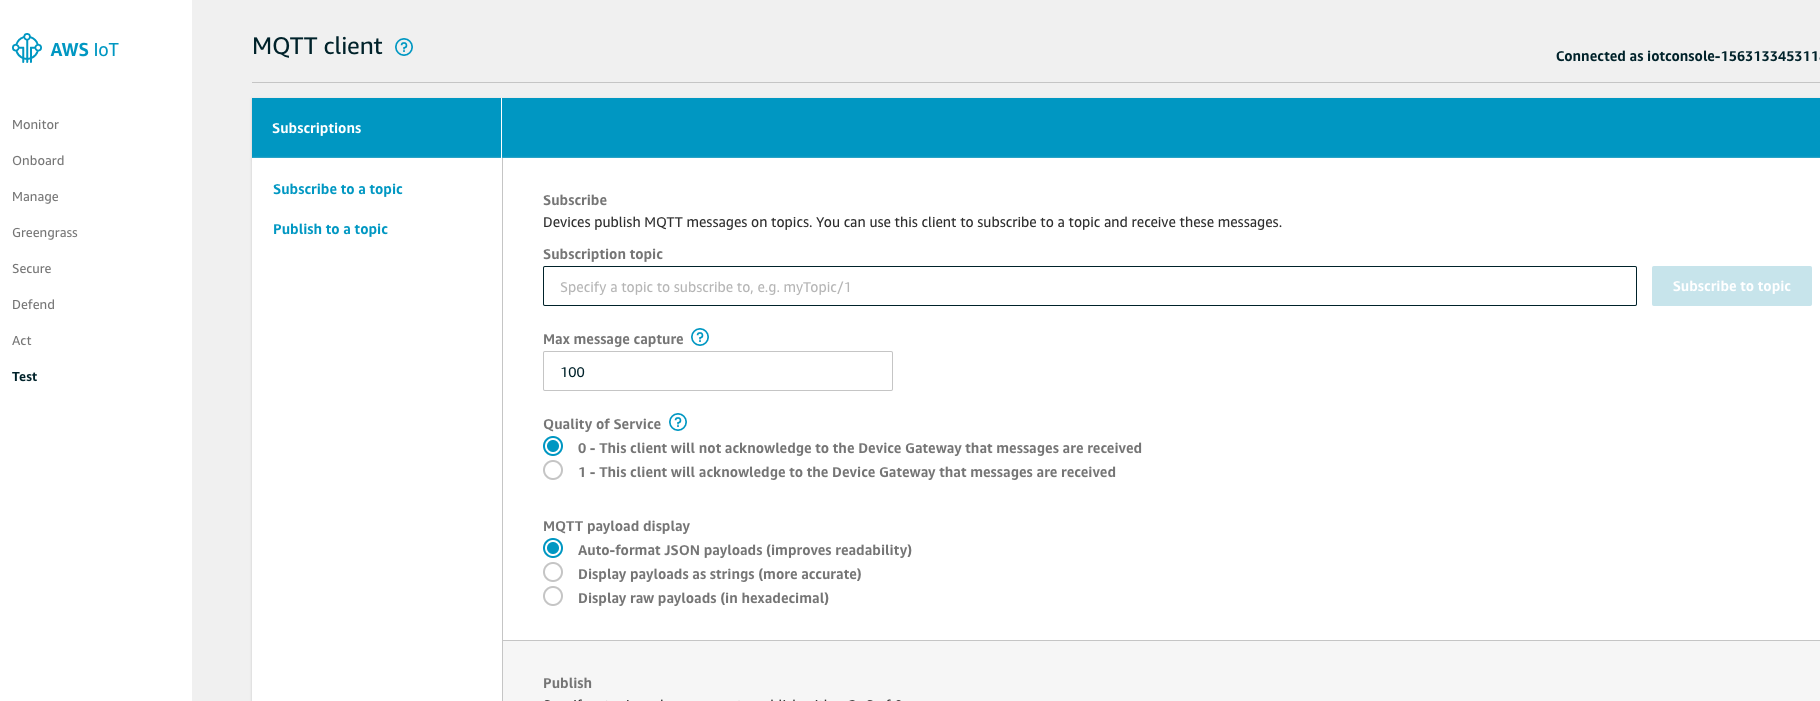 AWS IoT
MQTT client ?
Connected as iotconsole-156313345311
Monitor
Onboard
Manage
Greengrass
Secure
Defend
Act
Test
Subscriptions
Subscribe to a topic
Publish to a topic
Subscribe
Devices publish MQTT messages on topics. You can use this client to subscribe to a topic and receive these messages.
Subscription topic
Specify a topic to subscribe to, e.g. myTopic/1
Subscribe to topic
Max message capture ?
100
Quality of Service ?
0 - This client will not acknowledge to the Device Gateway that messages are received
1 - This client will acknowledge to the Device Gateway that messages are received
MQTT payload display
Auto-format JSON payloads (improves readability)
Display payloads as strings (more accurate)
Display raw payloads (in hexadecimal)
Publish